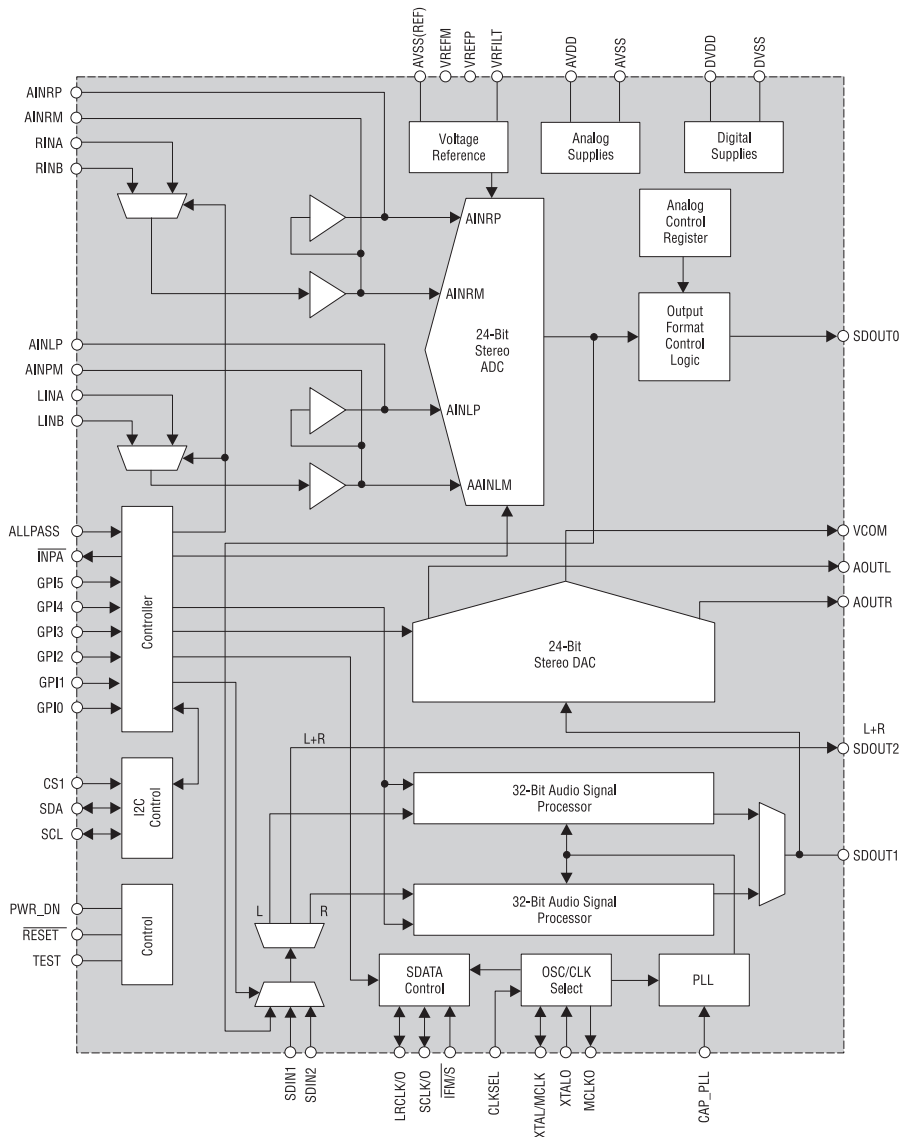 AVSS(REF)
VREFM
VREFP
VRFILT
AVDD
AVSS
DVDD
DVSS
AINRP
AINRM
RINA
RINB
Voltage
Reference
Analog
Supplies
Digital
Supplies
AINRP
AINRM
24-Bit
Stereo
ADC
AINLP
AAINLM
Analog
Control
Register
Output
Format
Control
Logic
SDOUT0
AINLP
AINPM
LINA
LINB
ALLPASS
INPA
GPI5
GPI4
GPI3
GPI2
GPI1
GPI0
Controller
VCOM
AOUTL
AOUTR
24-Bit
Stereo DAC
L+R
L+R
SDOUT2
CS1
SDA
SCL
I2C
Control
32-Bit Audio Signal
Processor
SDOUT1
32-Bit Audio Signal
Processor
L
R
PWR_DN
RESET
TEST
Control
SDATA
Control
OSC/CLK
Select
PLL
SDIN1
SDIN2
LRCLK/O
SCLK/O
IFM/S
CLKSEL
XTAL/MCLK
XTALO
MCLKO
CAP_PLL